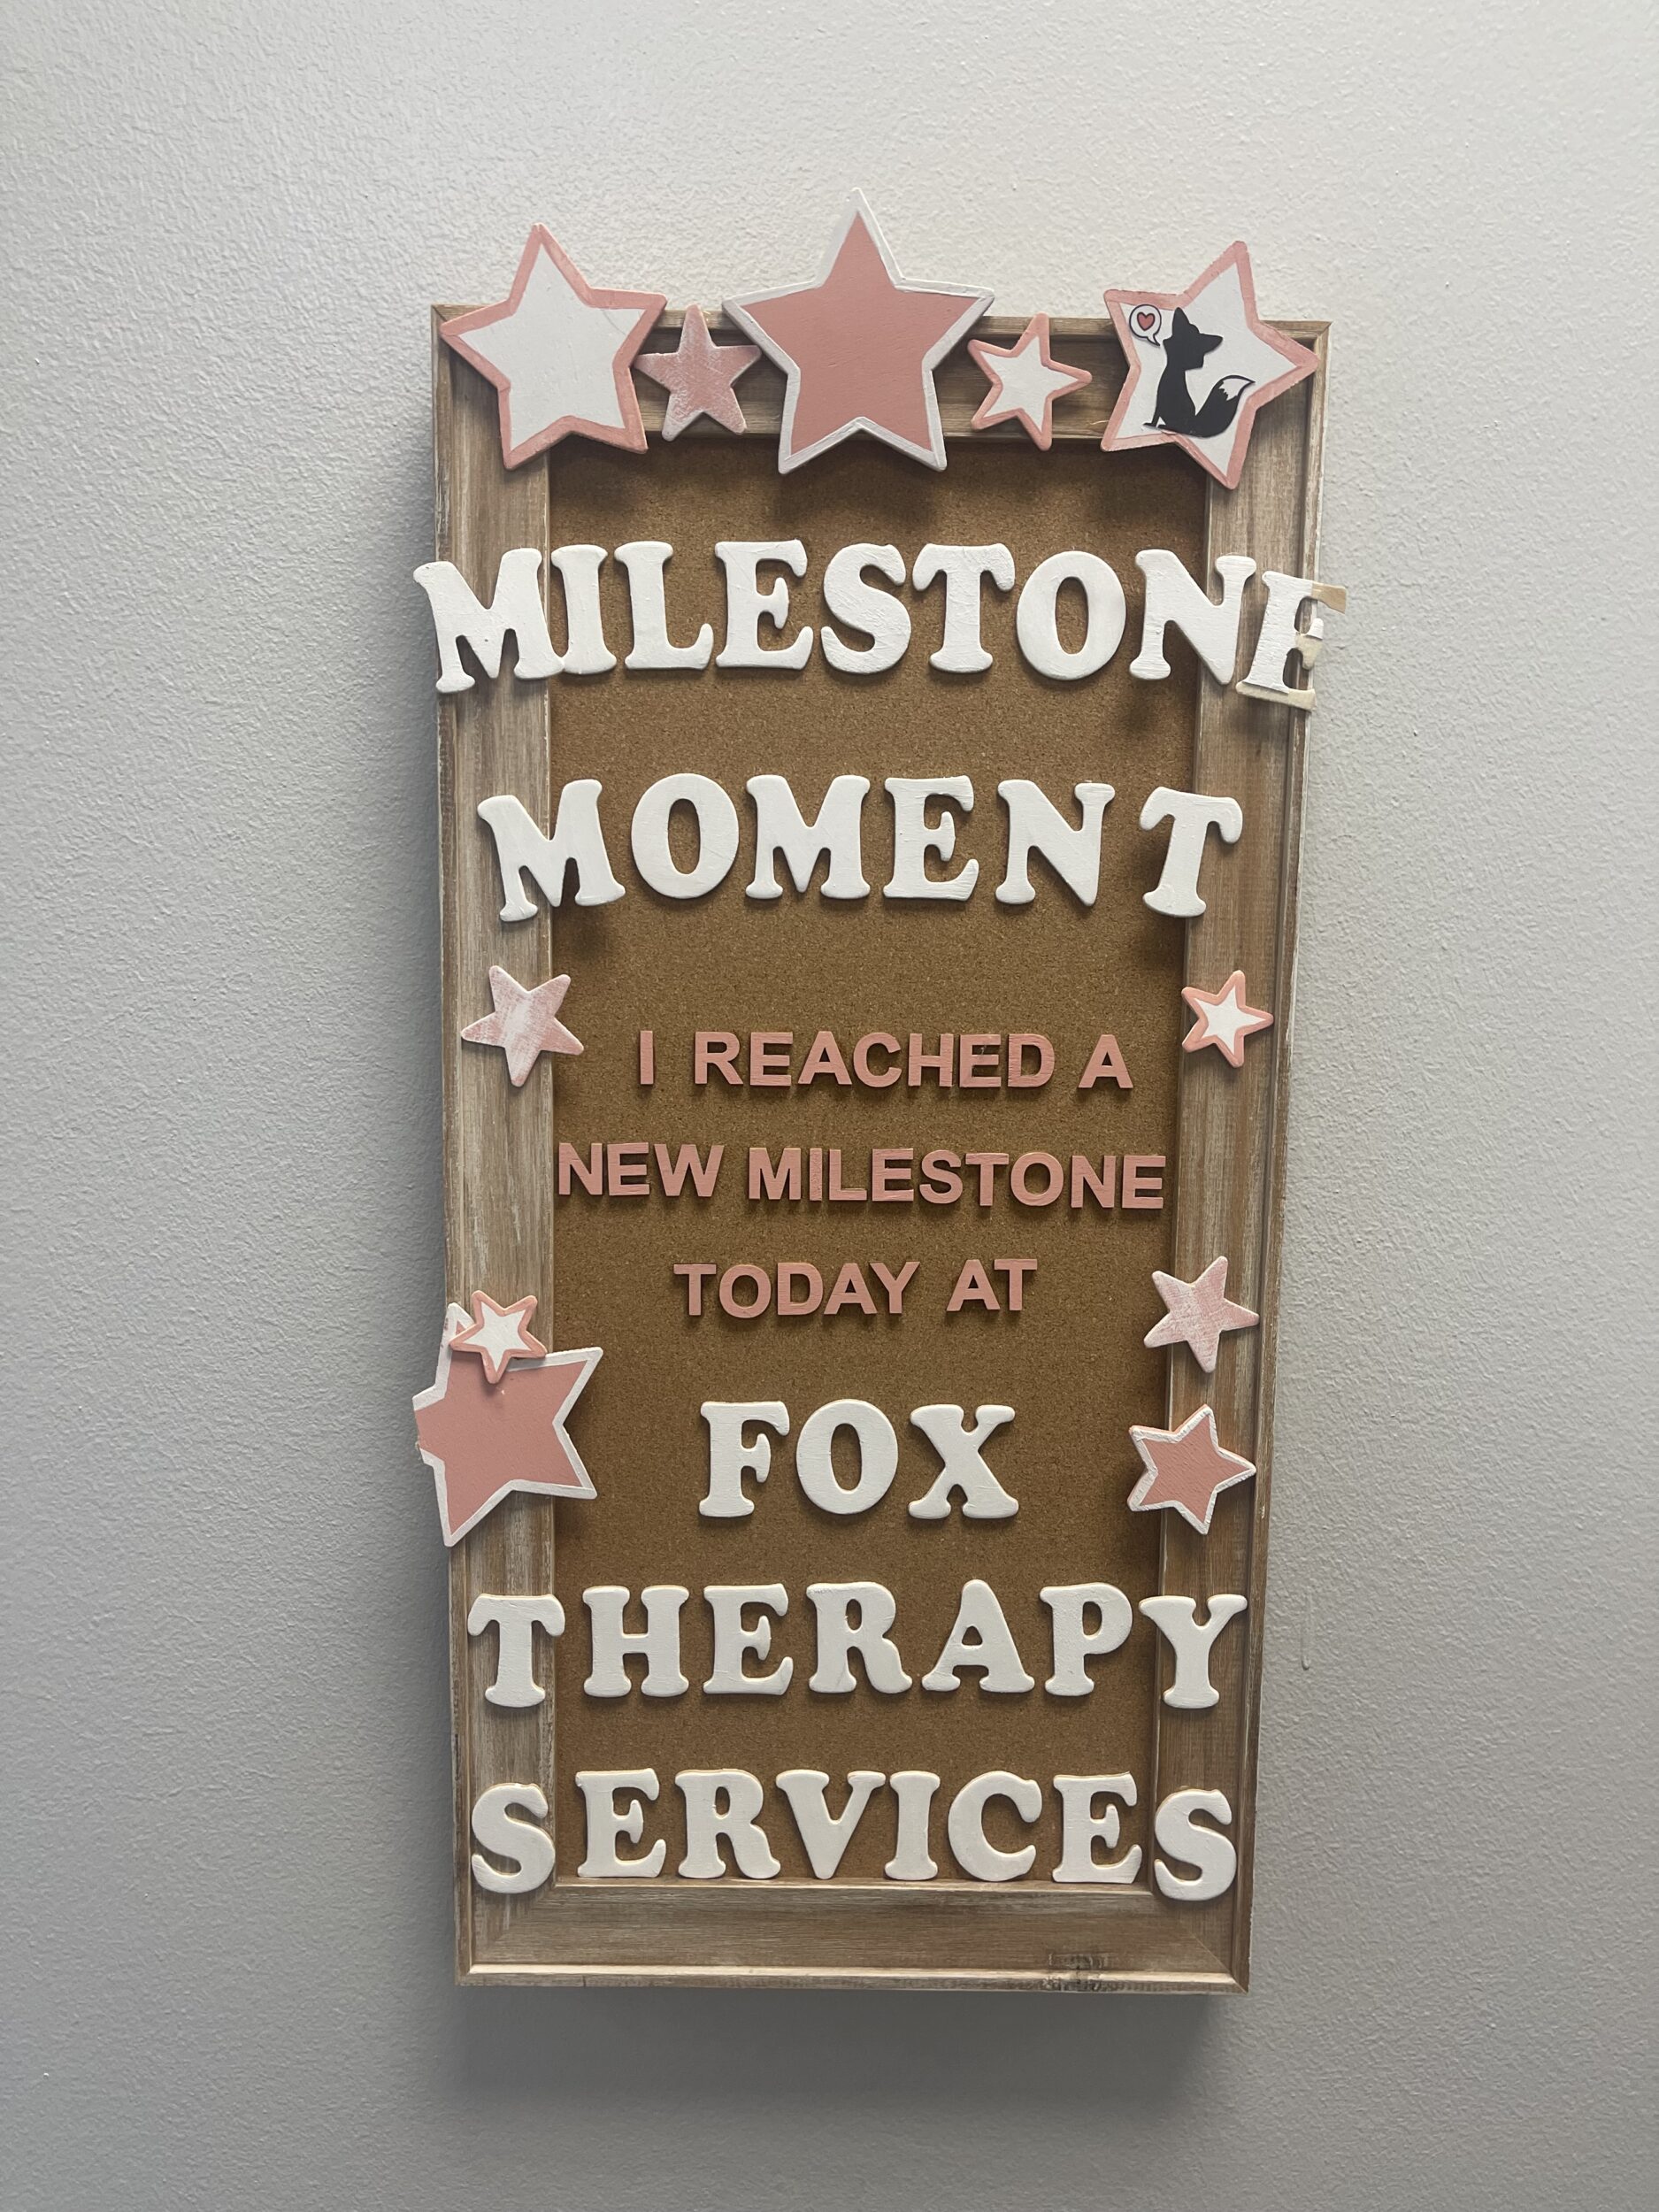 MILESTONE
MOMENT
I REACHED A
NEW MILESTONE
TODAY AT
FOX
THERAPY
SERVICES